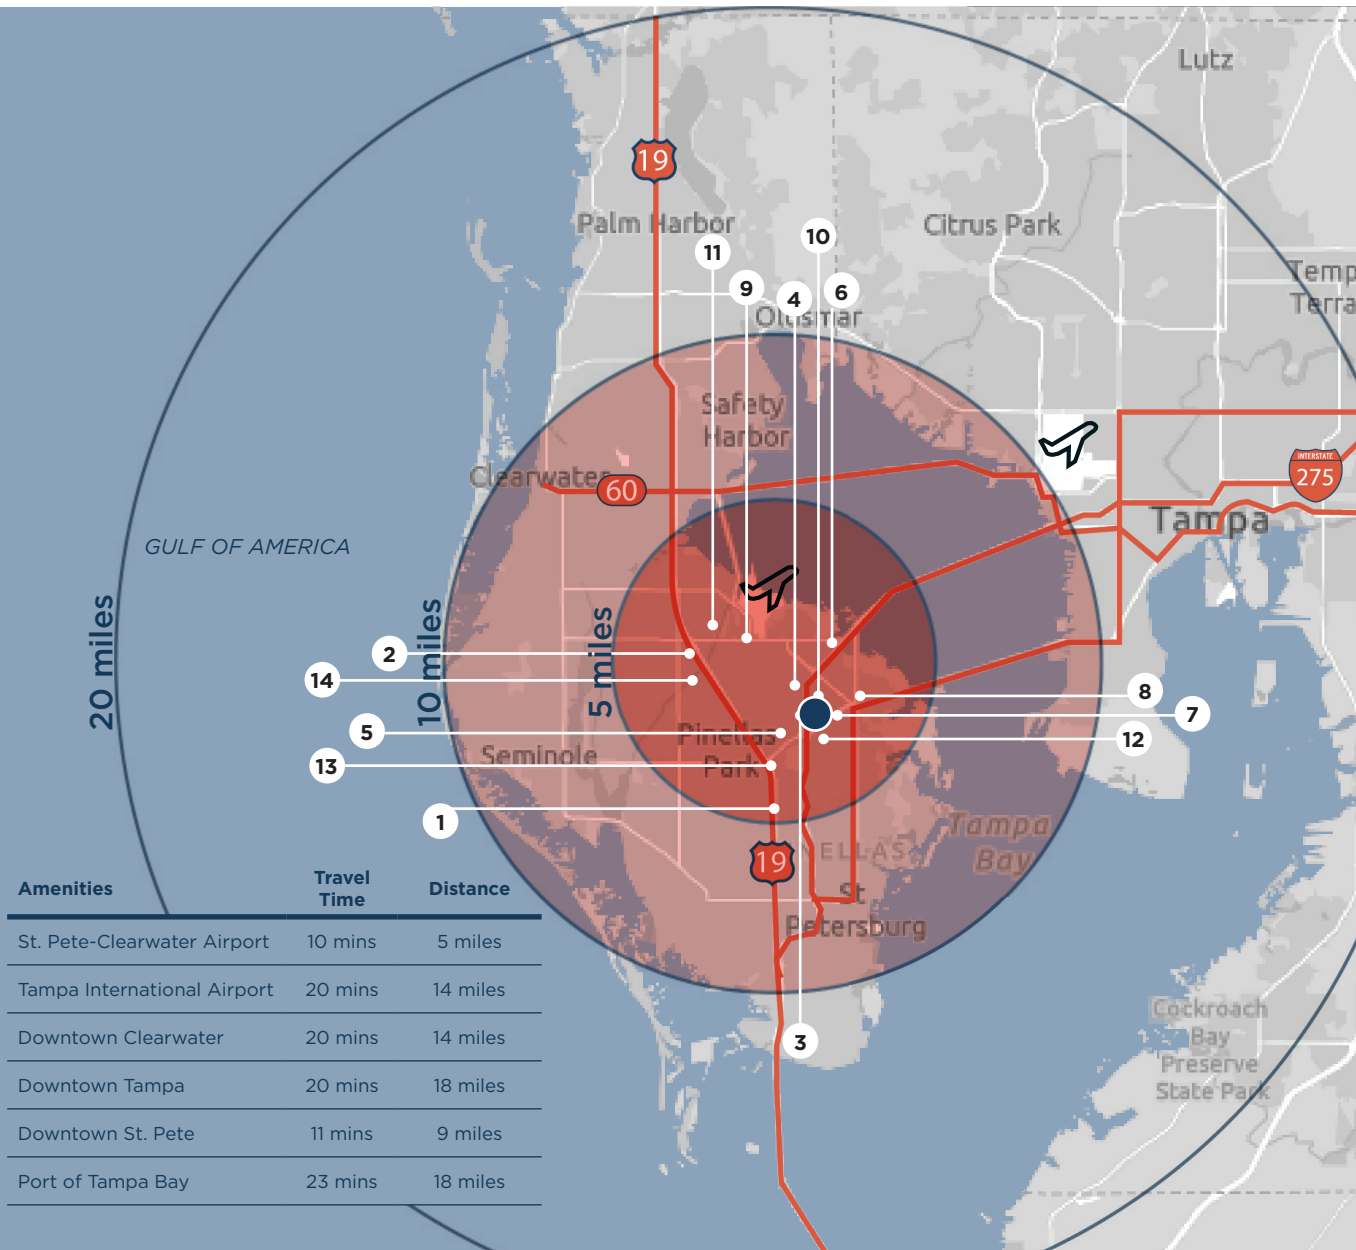 Lutz
19
Palm Harbor
Citrus Park
10
11
Temp
Terra
9
4
6
Oldsmar
Safety
Harbor
INTERSTATE
275
Clearwater
60
Tampa
GULF OF AMERICA
20 miles
10 miles
5 miles
2
14
8
7
5
12
Pinellas
Park
Seminole
13
1
Tampa
Bay
19
ELLAS
St
Petersburg
3
Cockroach
Bay
Preserve
State Park
Amenities Travel Time Distance
St. Pete-Clearwater Airport 10 mins 5 miles
Tampa International Airport 20 mins 14 miles
Downtown Clearwater 20 mins 14 miles
Downtown Tampa 20 mins 18 miles
Downtown St. Pete 11 mins 9 miles
Port of Tampa Bay 23 mins 18 miles